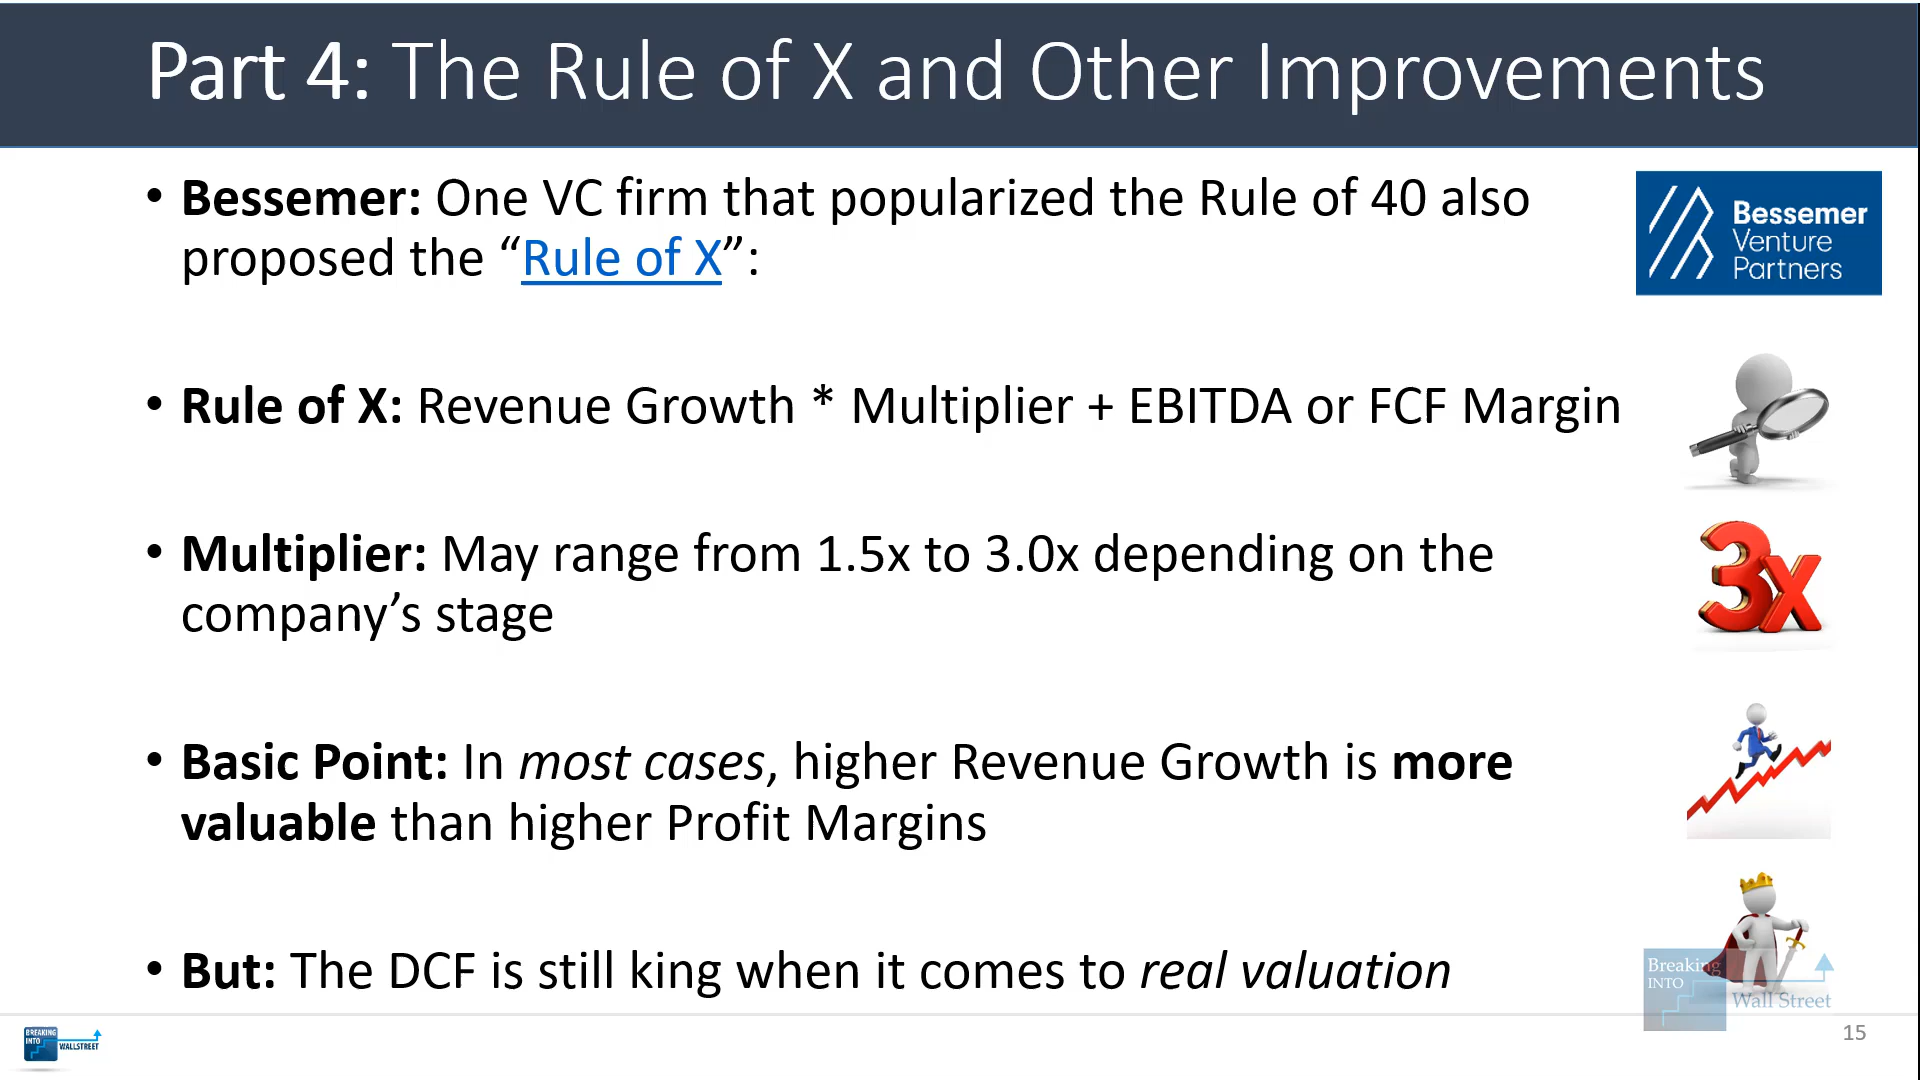 Part 4: The Rule of X and Other Improvements
• Bessemer: One VC firm that popularized the Rule of 40 also
proposed the “Rule of X”:
Bessemer
Venture
Partners
• Rule of X: Revenue Growth * Multiplier + EBITDA or FCF Margin
• Multiplier: May range from 1.5x to 3.0x depending on the
company’s stage
3x
• Basic Point: In most cases, higher Revenue Growth is more
valuable than higher Profit Margins
• But: The DCF is still king when it comes to real valuation
Breaking
INTO
Wall Street
BREAKING
INTO
WALLSTREET
15